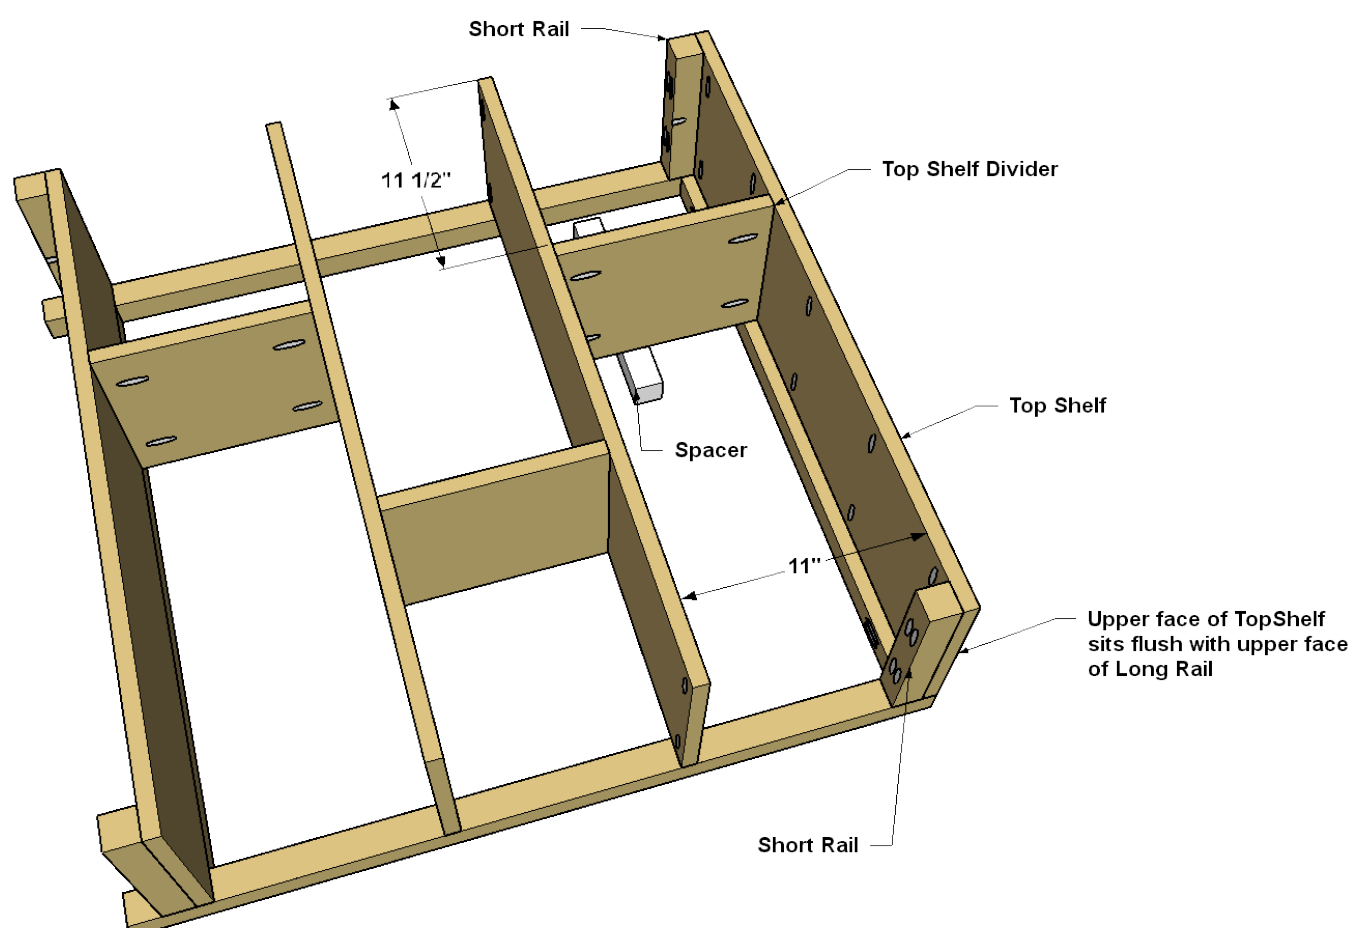 Short Rail
Top Shelf Divider
11 1/2"
Top Shelf
Spacer
11"
Upper face of TopShelf
sits flush with upper face
of Long Rail
Short Rail